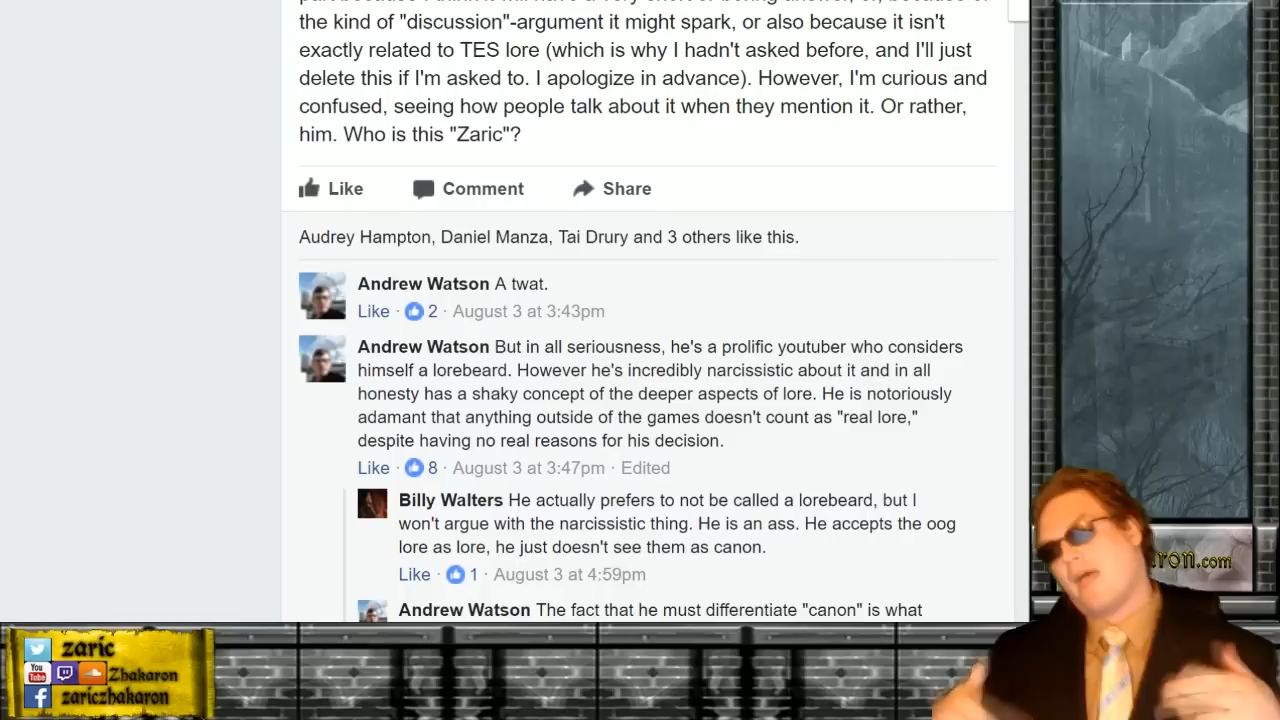 the kind of "discussion"-argument it might spark, or also because it isn't
exactly related to TES lore (which is why I hadn't asked before, and I'll just
delete this if I'm asked to. I apologize in advance). However, I'm curious and
confused, seeing how people talk about it when they mention it. Or rather,
him. Who is this "Zaric"?
Like Comment Share
Audrey Hampton, Daniel Manza, Tai Drury and 3 others like this.
Andrew Watson A twat.
Like · 2 · August 3 at 3:43pm
Andrew Watson But in all seriousness, he's a prolific youtuber who considers
himself a lorebeard. However he's incredibly narcissistic about it and in all
honesty has a shaky concept of the deeper aspects of lore. He is notoriously
adamant that anything outside of the games doesn't count as "real lore,"
despite having no real reasons for his decision.
Like · 8 · August 3 at 3:47pm · Edited
Billy Walters He actually prefers to not be called a lorebeard, but I
won't argue with the narcissistic thing. He is an ass. He accepts the oog
lore as lore, he just doesn't see them as canon.
Like · 1 · August 3 at 4:59pm
Andrew Watson The fact that he must differentiate "canon" is what
aron.com
zaric
You Tube Zhakaron
zariczhakaron